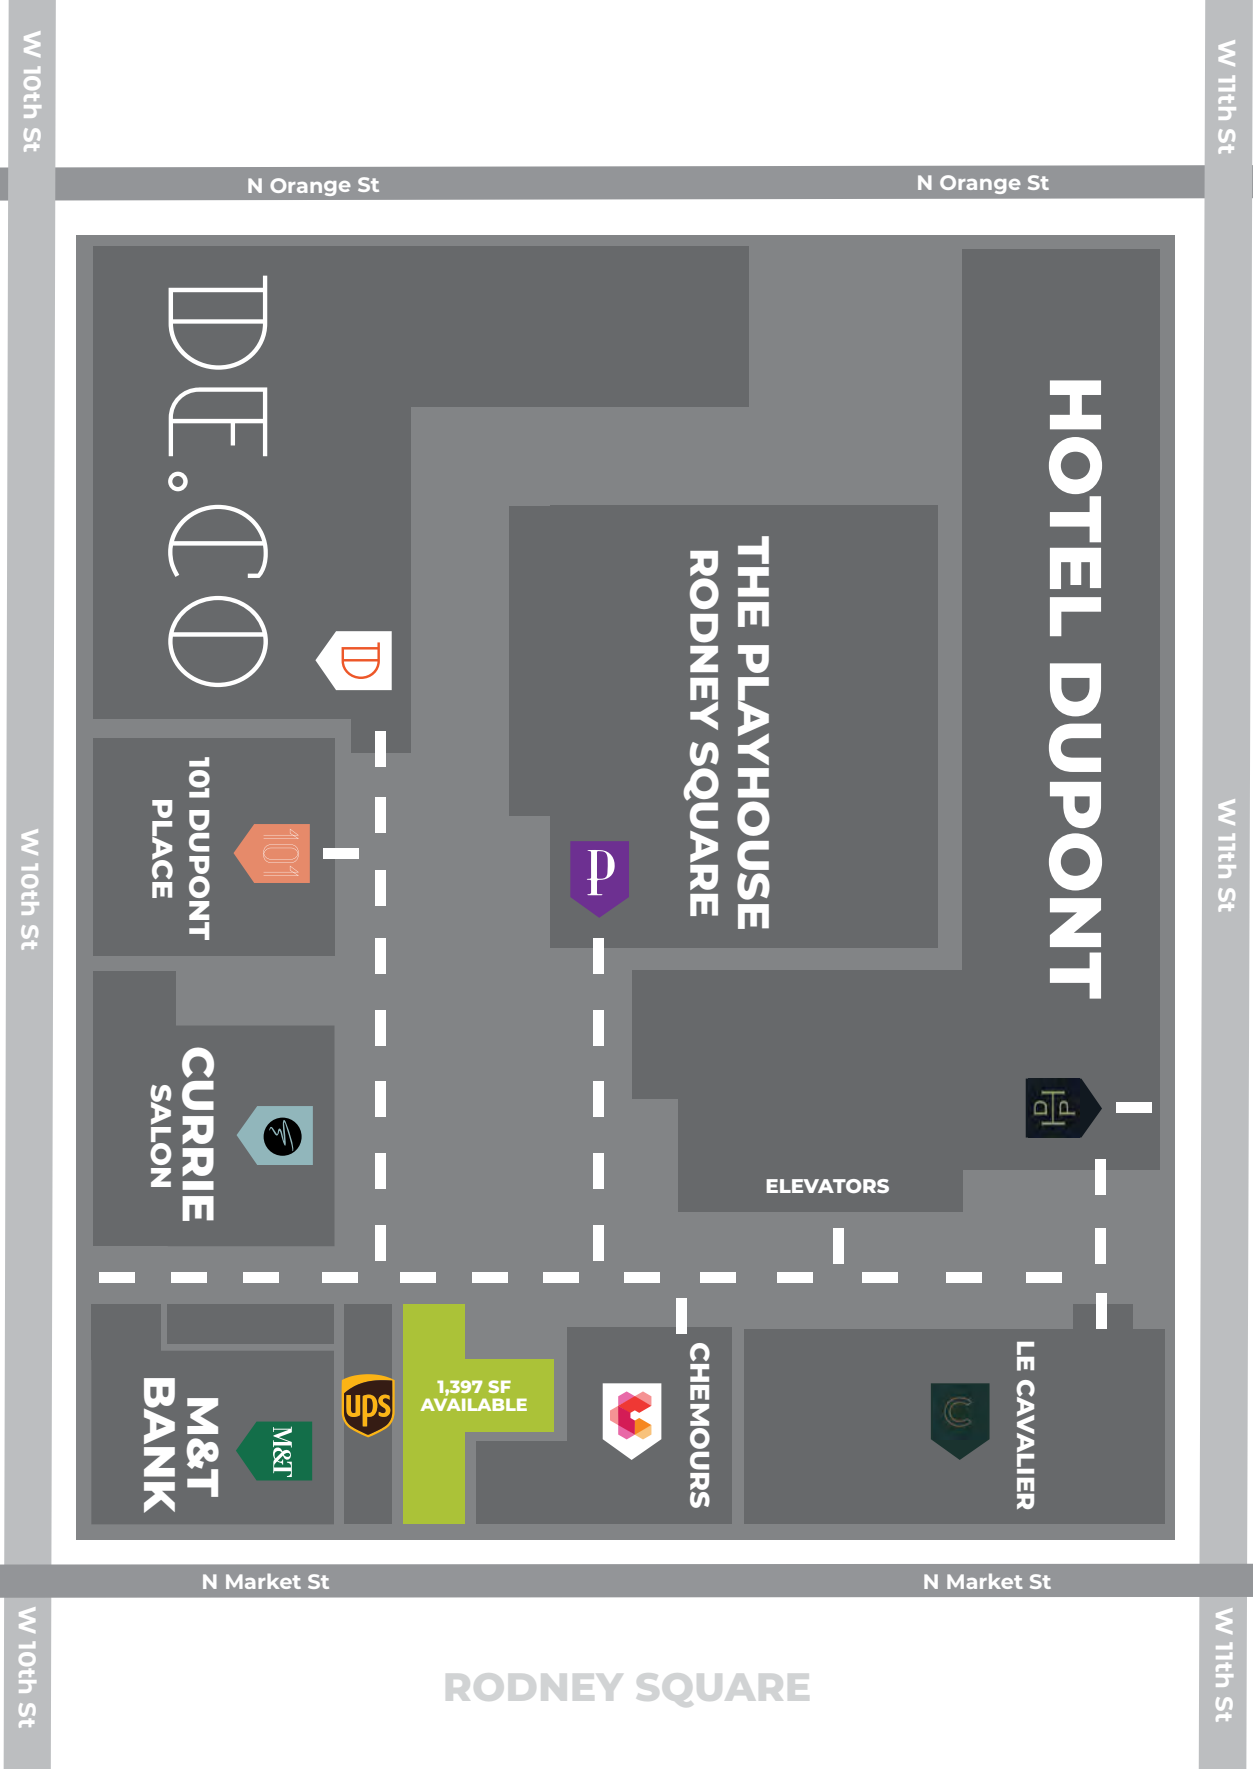 W 10th St
W 11th St
N Orange St
N Orange St
DE.CO
D
HOTEL DUPONT
THE PLAYHOUSE
RODNEY SQUARE
P
101 DUPONT
PLACE
101
W 10th St
W 11th St
CURRIE
SALON
DHP
ELEVATORS
M&T
BANK
M&T
ups
1,397 SF
AVAILABLE
CHEMOURS
C
LE CAVALIER
N Market St
N Market St
W 10th St
W 11th St
RODNEY SQUARE